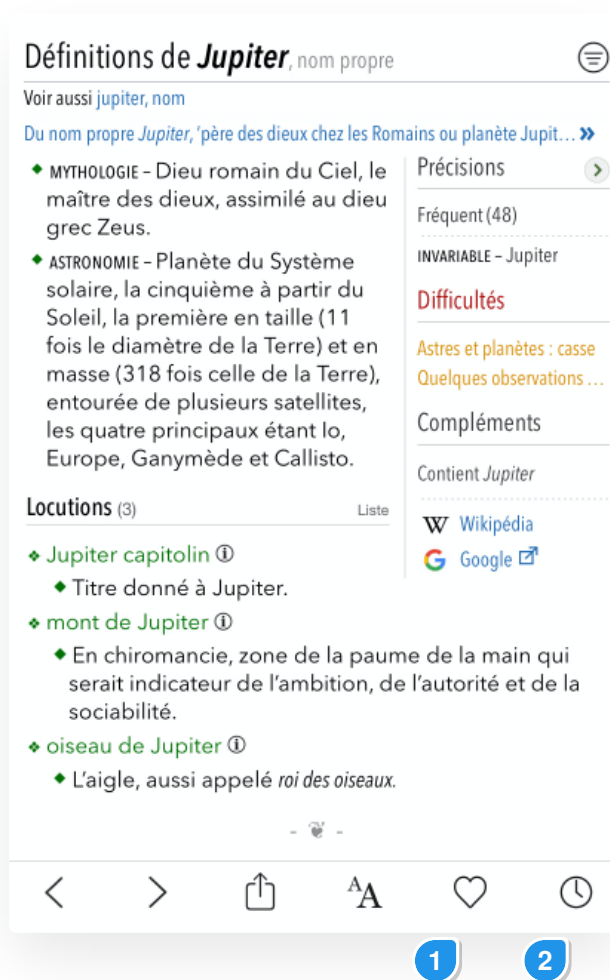 Définitions de Jupiter, nom propre
Voir aussi jupiter, nom
Du nom propre Jupiter, 'père des dieux chez les Romains ou planète Jupit… »
MYTHOLOGIE – Dieu romain du Ciel, le
maître des dieux, assimilé au dieu
grec Zeus.
ASTRONOMIE – Planète du Système
solaire, la cinquième à partir du
Soleil, la première en taille (11
fois le diamètre de la Terre) et en
masse (318 fois celle de la Terre),
entourée de plusieurs satellites,
les quatre principaux étant Io,
Europe, Ganymède et Callisto.
Précisions
Fréquent (48)
INVARIABLE – Jupiter
Difficultés
Astres et planètes : casse
Quelques observations …
Compléments
Contient Jupiter
W Wikipédia
G Google
Locutions (3) Liste
Jupiter capitolin
Titre donné à Jupiter.
mont de Jupiter
En chiromancie, zone de la paume de la main qui
serait indicateur de l'ambition, de l'autorité et de la
sociabilité.
oiseau de Jupiter
L'aigle, aussi appelé roi des oiseaux.
AA
1 2